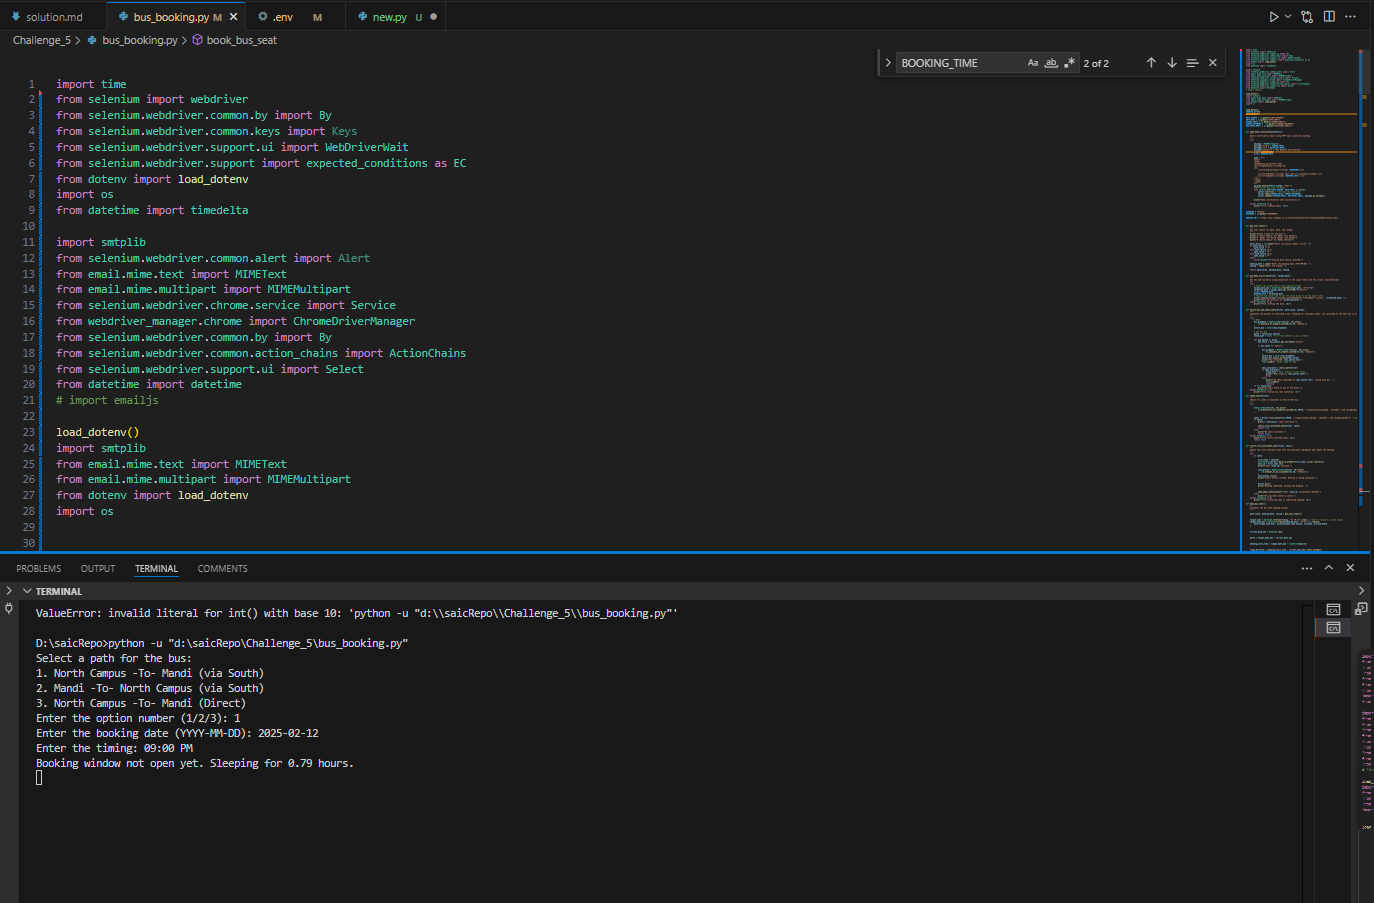 solution.md
bus_booking.py M
.env M
new.py U
Challenge_5 > bus_booking.py > book_bus_seat
BOOKING_TIME Aa ab 2 of 2
1 import time
2 from selenium import webdriver
3 from selenium.webdriver.common.by import By
4 from selenium.webdriver.common.keys import Keys
5 from selenium.webdriver.support.ui import WebDriverWait
6 from selenium.webdriver.support import expected_conditions as EC
7 from dotenv import load_dotenv
8 import os
9 from datetime import timedelta
10
11 import smtplib
12 from selenium.webdriver.common.alert import Alert
13 from email.mime.text import MIMEText
14 from email.mime.multipart import MIMEMultipart
15 from selenium.webdriver.chrome.service import Service
16 from webdriver_manager.chrome import ChromeDriverManager
17 from selenium.webdriver.common.by import By
18 from selenium.webdriver.common.action_chains import ActionChains
19 from selenium.webdriver.support.ui import Select
20 from datetime import datetime
21 # import emailjs
22
23 load_dotenv()
24 import smtplib
25 from email.mime.text import MIMEText
26 from email.mime.multipart import MIMEMultipart
27 from dotenv import load_dotenv
28 import os
29
30
PROBLEMS OUTPUT TERMINAL COMMENTS
TERMINAL
ValueError: invalid literal for int() with base 10: 'python -u "d:\\saicRepo\\Challenge_5\\bus_booking.py"'
D:\saicRepo>python -u "d:\saicRepo\Challenge_5\bus_booking.py"
Select a path for the bus:
1. North Campus -To- Mandi (via South)
2. Mandi -To- North Campus (via South)
3. North Campus -To- Mandi (Direct)
Enter the option number (1/2/3): 1
Enter the booking date (YYYY-MM-DD): 2025-02-12
Enter the timing: 09:00 PM
Booking window not open yet. Sleeping for 0.79 hours.